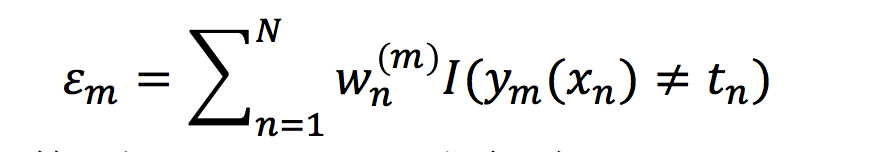 ε_m = ∑_{n=1}^{N} w_n^{(m)} I(y_m(x_n) ≠ t_n)